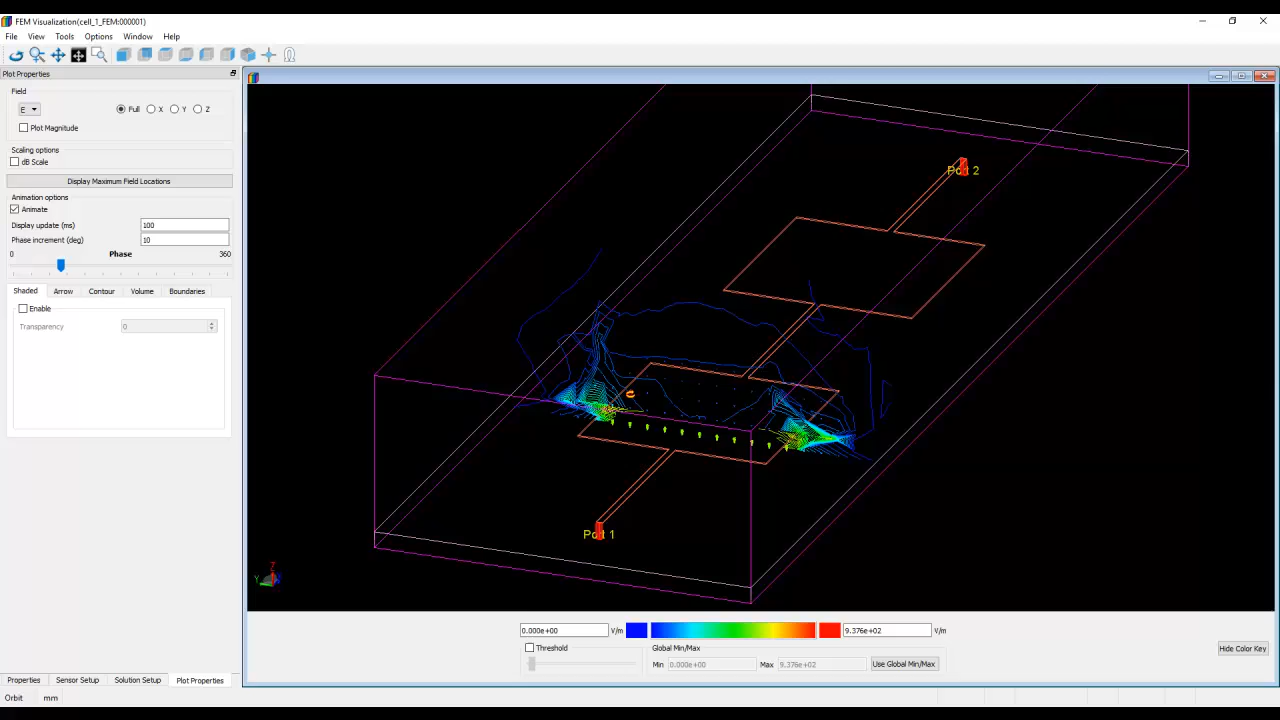 FEM Visualization(cell_1_FEM:000001)
File View Tools Options Window Help
Plot Properties
Field
E Full X Y Z
Plot Magnitude
Scaling options
dB Scale
Display Maximum Field Locations
Animation options
Animate
Display update (ms) 100
Phase increment (deg) 10
0 Phase 360
Shaded Arrow Contour Volume Boundaries
Enable
Transparency 0
Port 2
Port 1
Z
Y
0.000e+00 V/m 9.376e+02 V/m
Threshold Global Min/Max
Min 0.000e+00 Max 9.376e+02 Use Global Min/Max
Hide Color Key
Properties Sensor Setup Solution Setup Plot Properties
Orbit mm